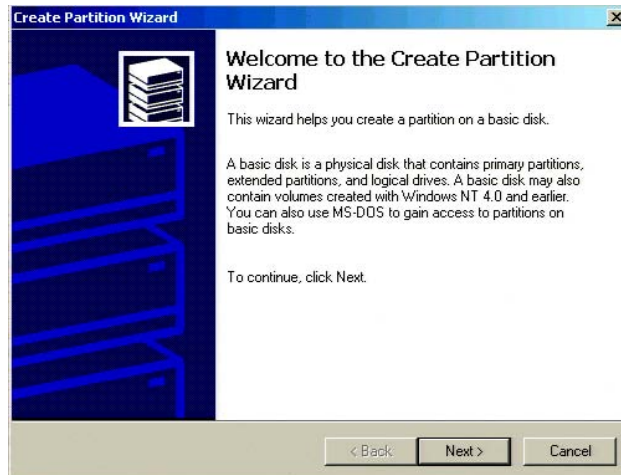 Create Partition Wizard
Welcome to the Create Partition
Wizard
This wizard helps you create a partition on a basic disk.
A basic disk is a physical disk that contains primary partitions,
extended partitions, and logical drives. A basic disk may also
contain volumes created with Windows NT 4.0 and earlier.
You can also use MS-DOS to gain access to partitions on
basic disks.
To continue, click Next.
< Back
Next >
Cancel